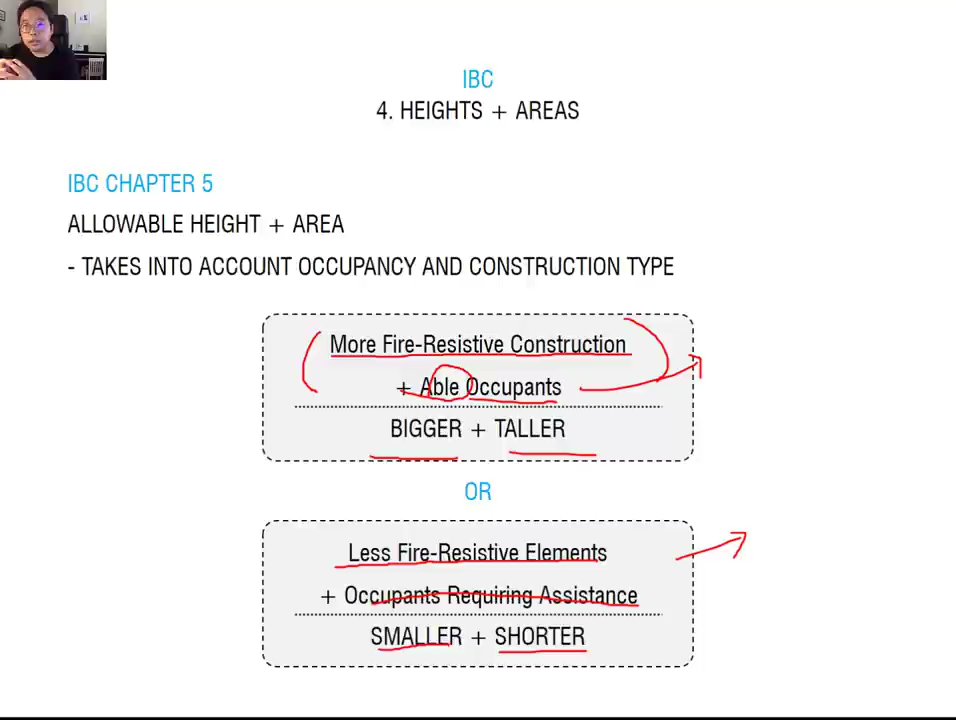 IBC
4. HEIGHTS + AREAS
IBC CHAPTER 5
ALLOWABLE HEIGHT + AREA
- TAKES INTO ACCOUNT OCCUPANCY AND CONSTRUCTION TYPE
More Fire-Resistive Construction
+ Able Occupants
BIGGER + TALLER
OR
Less Fire-Resistive Elements
+ Occupants Requiring Assistance
SMALLER + SHORTER